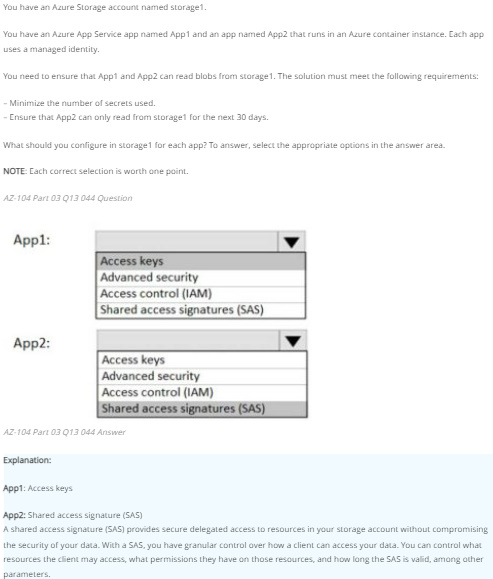 You have an Azure Storage account named storage1.
You have an Azure App Service app named App1 and an app named App2 that runs in an Azure container instance. Each app
uses a managed identity.
You need to ensure that App1 and App2 can read blobs from storage1. The solution must meet the following requirements:
– Minimize the number of secrets used.
– Ensure that App2 can only read from storage1 for the next 30 days.
What should you configure in storage1 for each app? To answer, select the appropriate options in the answer area.
NOTE: Each correct selection is worth one point.
AZ-104 Part 03 Q13 044 Question
App1:
Access keys
Advanced security
Access control (IAM)
Shared access signatures (SAS)
App2:
Access keys
Advanced security
Access control (IAM)
Shared access signatures (SAS)
AZ-104 Part 03 Q13 044 Answer
Explanation:
App1: Access keys
App2: Shared access signature (SAS)
A shared access signature (SAS) provides secure delegated access to resources in your storage account without compromising
the security of your data. With a SAS, you have granular control over how a client can access your data. You can control what
resources the client may access, what permissions they have on those resources, and how long the SAS is valid, among other
parameters.